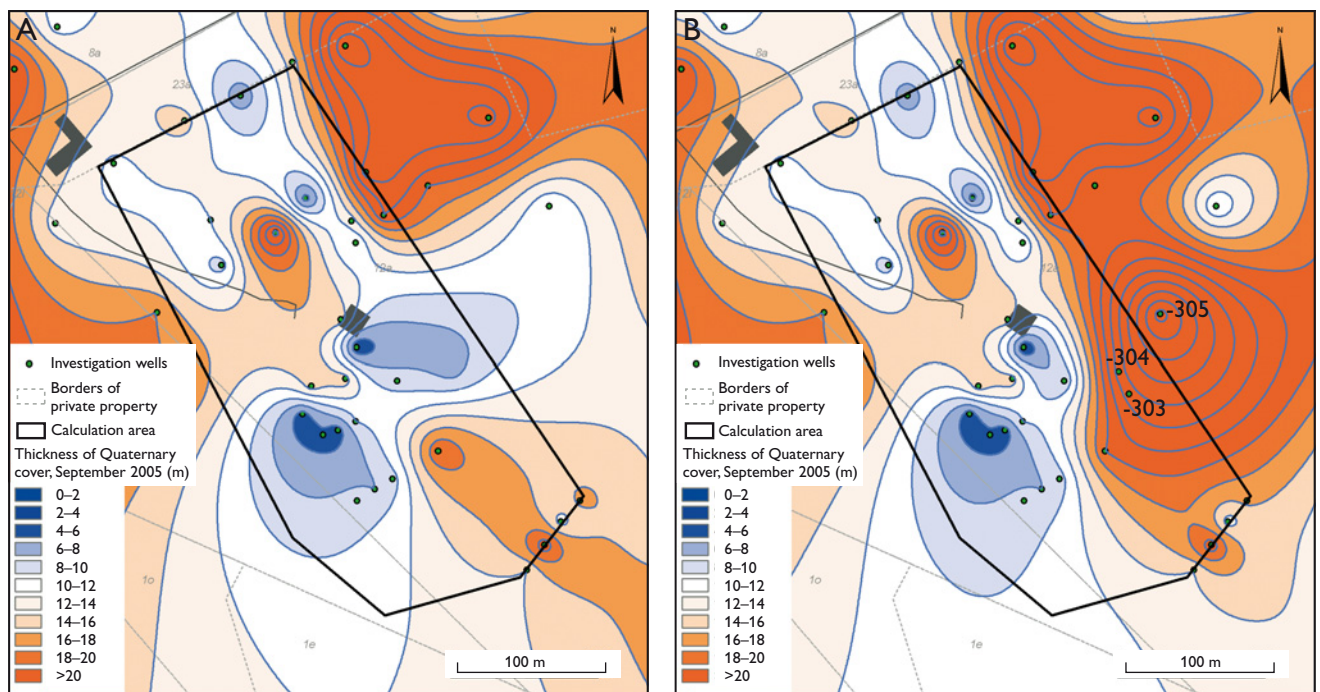 A
N
8a
23a
12a
1o
1e
Investigation wells
Borders of
private property
Calculation area
Thickness of Quaternary
cover, September 2005 (m)
0–2
2–4
4–6
6–8
8–10
10–12
12–14
14–16
16–18
18–20
>20
100 m
B
N
8a
23a
12a
-305
-304
-303
1o
1e
Investigation wells
Borders of
private property
Calculation area
Thickness of Quaternary
cover, September 2005 (m)
0–2
2–4
4–6
6–8
8–10
10–12
12–14
14–16
16–18
18–20
>20
100 m